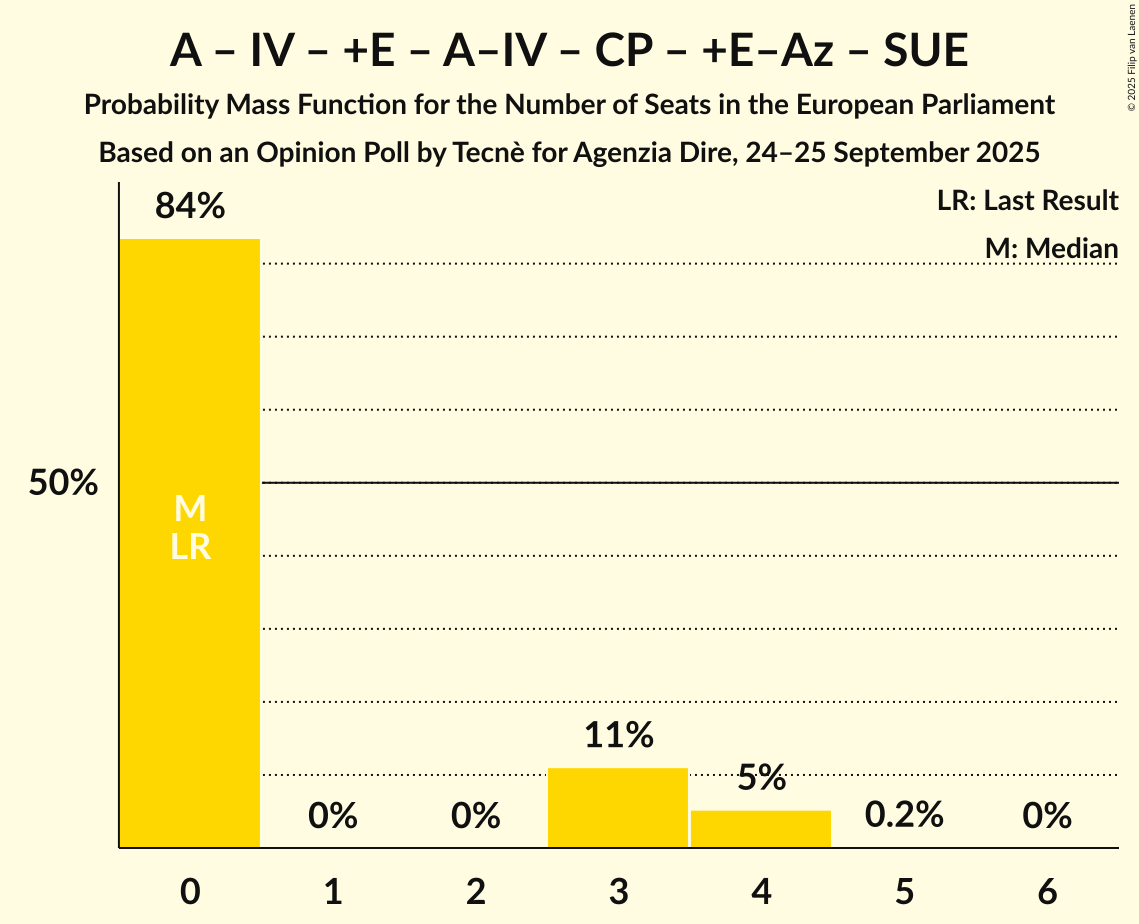 A – IV – +E – A–IV – CP – +E–Az – SUE
Probability Mass Function for the Number of Seats in the European Parliament
Based on an Opinion Poll by Tecnè for Agenzia Dire, 24–25 September 2025
© 2025 Filip van Laenen
LR: Last Result
M: Median
84%
50%
M
LR
11%
5%
0%
0%
0.2%
0%
0
1
2
3
4
5
6